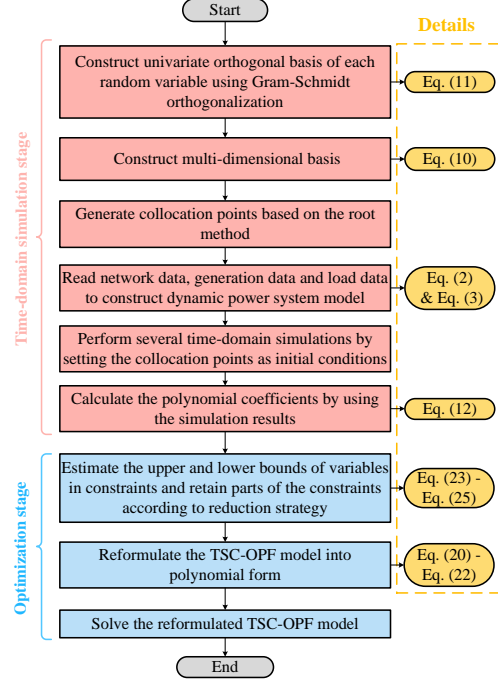 Start
Details
Time-domain simulation stage
Construct univariate orthogonal basis of each
random variable using Gram-Schmidt
orthogonalization
Eq. (11)
Construct multi-dimensional basis
Eq. (10)
Generate collocation points based on the root
method
Read network data, generation data and load data
to construct dynamic power system model
Eq. (2)
& Eq. (3)
Perform several time-domain simulations by
setting the collocation points as initial conditions
Calculate the polynomial coefficients by using
the simulation results
Eq. (12)
Optimization stage
Estimate the upper and lower bounds of variables
in constraints and retain parts of the constraints
according to reduction strategy
Eq. (23) -
Eq. (25)
Reformulate the TSC-OPF model into
polynomial form
Eq. (20) -
Eq. (22)
Solve the reformulated TSC-OPF model
End